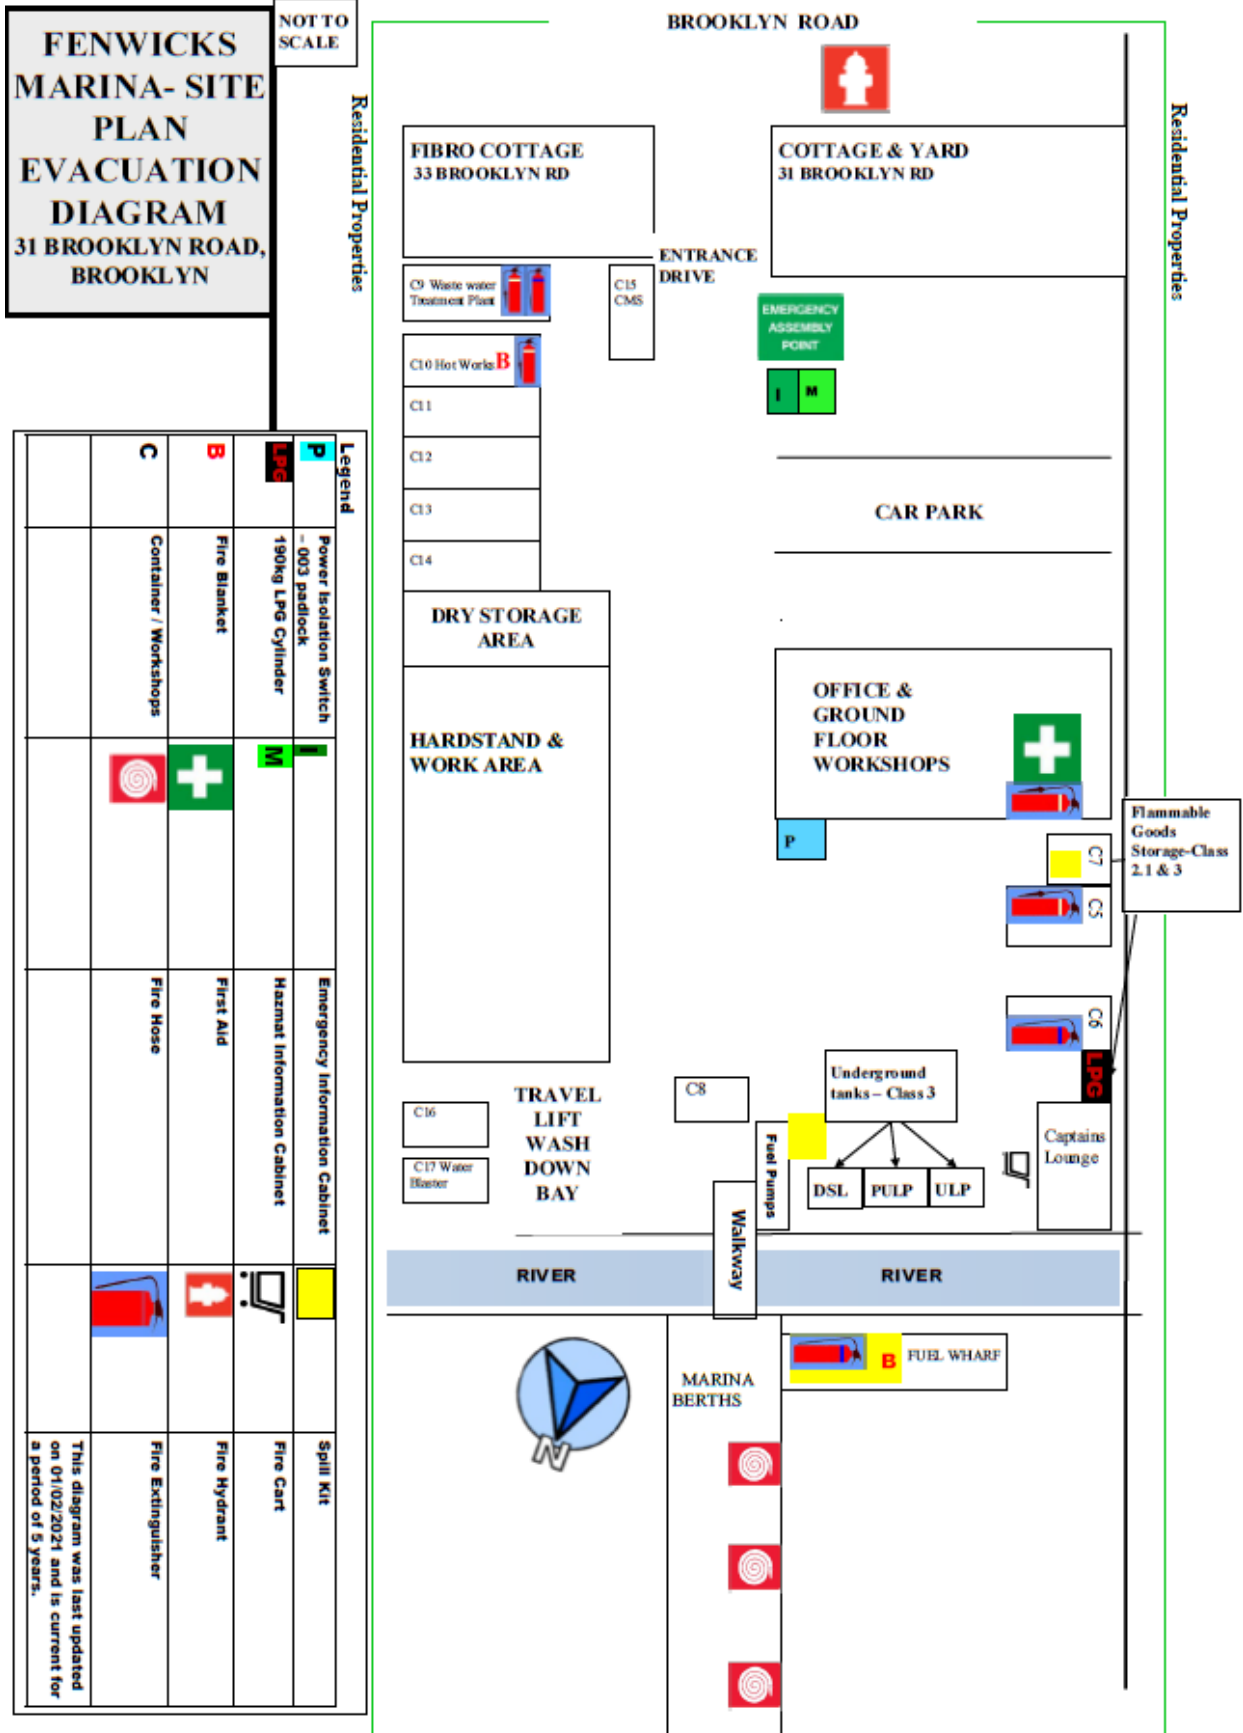 FENWICKS
MARINA- SITE
PLAN
EVACUATION
DIAGRAM
31 BROOKLYN ROAD,
BROOKLYN
NOT TO
SCALE
BROOKLYN ROAD
Residential Properties
Residential Properties
FIBRO COTTAGE
33 BROOKLYN RD
COTTAGE & YARD
31 BROOKLYN RD
ENTRANCE
DRIVE
C9 Waste water
Treatment Plant
C15
CMS
EMERGENCY
ASSEMBLY
POINT
I M
C10 Hot Works B
C11
C12
C13
C14
CAR PARK
DRY STORAGE
AREA
HARDSTAND &
WORK AREA
OFFICE &
GROUND
FLOOR
WORKSHOPS
P
Flammable
Goods
Storage-Class
2.1 & 3
C7
C5
C6
LPG
Underground
tanks – Class 3
C8
C16
C17 Water
Blaster
TRAVEL
LIFT
WASH
DOWN
BAY
Fuel Pumps
DSL PULP ULP
Captains
Lounge
Walkway
RIVER
RIVER
B FUEL WHARF
MARINA
BERTHS
N
Legend
P
Power Isolation Switch
– 003 padlock
I
Emergency Information Cabinet
Spill Kit
LPG
190kg LPG Cylinder
M
Hazmat Information Cabinet
Fire Cart
B
Fire Blanket
First Aid
Fire Hydrant
C
Container / Workshops
Fire Hose
Fire Extinguisher
This diagram was last updated
on 01/02/2021 and is current for
a period of 5 years.